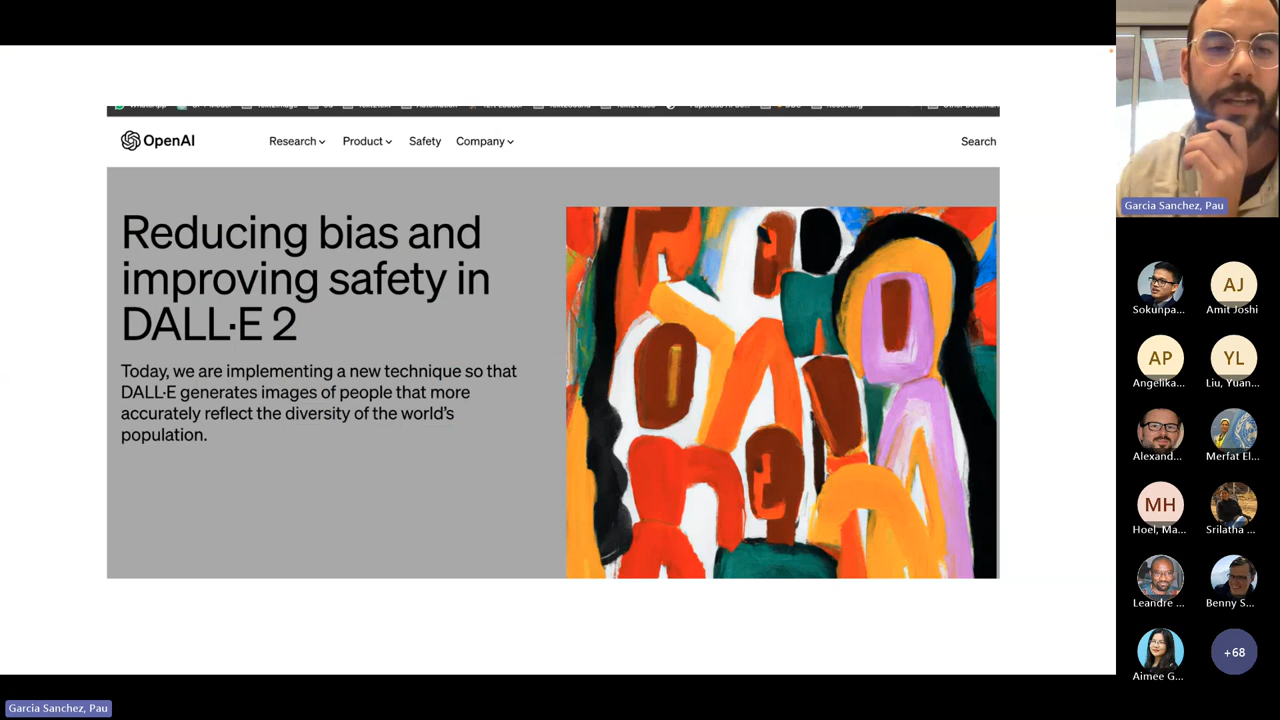 OpenAI
Research
Product
Safety
Company
Search
Reducing bias and
improving safety in
DALL·E 2
Today, we are implementing a new technique so that
DALL·E generates images of people that more
accurately reflect the diversity of the world's
population.
Garcia Sanchez, Pau
Sokunpa...
AJ
Amit Joshi
AP
Angelika...
YL
Liu, Yuan...
Alexand...
Merfat El...
MH
Hoel, Ma...
Srilatha ...
Leandre ...
Benny S...
Aimee G...
+68
Garcia Sanchez, Pau